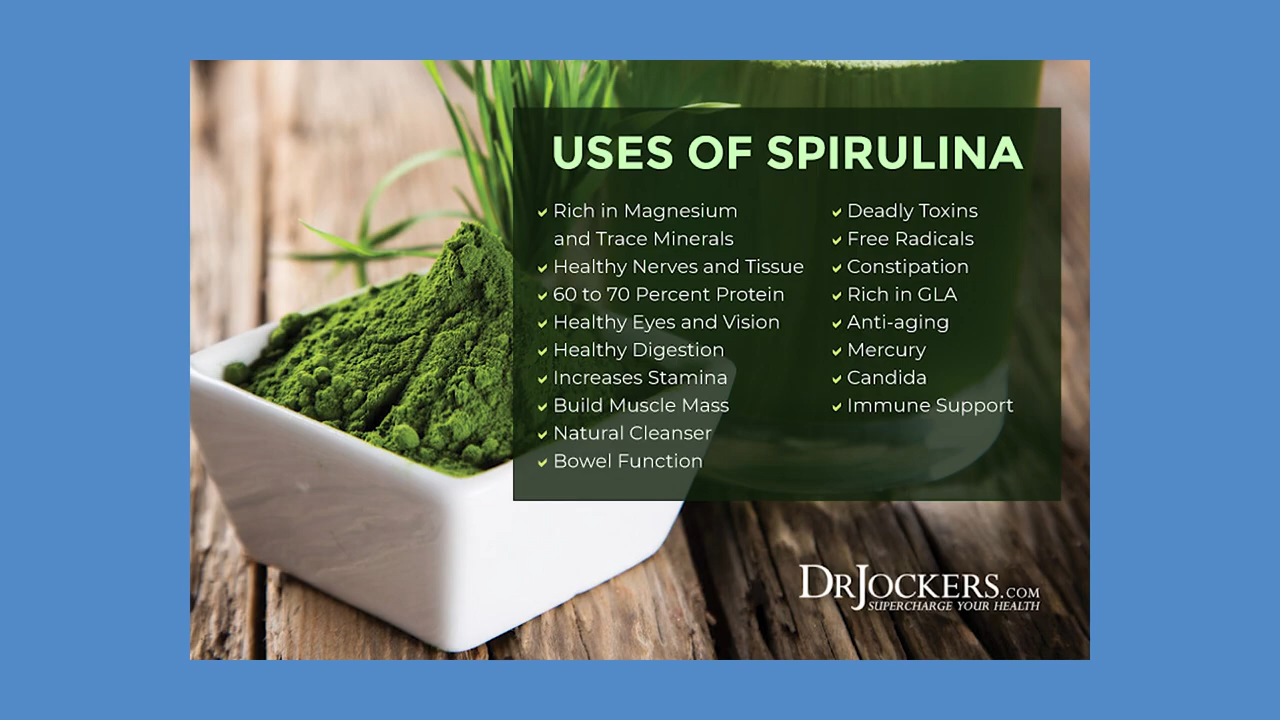 USES OF SPIRULINA
Rich in Magnesium
and Trace Minerals
Healthy Nerves and Tissue
60 to 70 Percent Protein
Healthy Eyes and Vision
Healthy Digestion
Increases Stamina
Build Muscle Mass
Natural Cleanser
Bowel Function
Deadly Toxins
Free Radicals
Constipation
Rich in GLA
Anti-aging
Mercury
Candida
Immune Support
DRJOCKERS.COM
SUPERCHARGE YOUR HEALTH